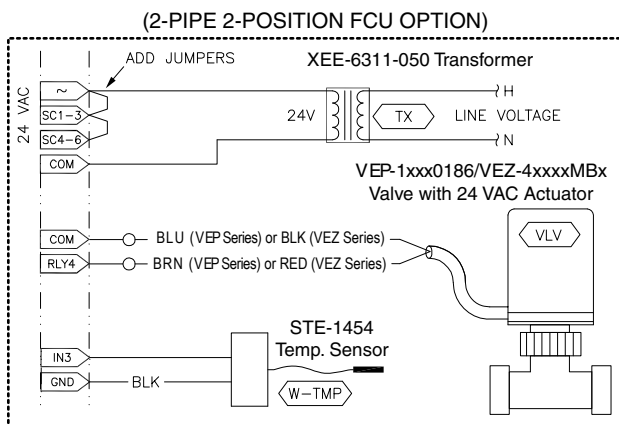 (2-PIPE 2-POSITION FCU OPTION)
ADD JUMPERS
XEE-6311-050 Transformer
24 VAC
~
SC1-3
SC4-6
COM
24V
TX
H
LINE VOLTAGE
N
VEP-1xxx0186/VEZ-4xxxxMBx
Valve with 24 VAC Actuator
COM
BLU (VEP Series) or BLK (VEZ Series)
RLY4
BRN (VEP Series) or RED (VEZ Series)
VLV
STE-1454
Temp. Sensor
IN3
GND
BLK
W-TMP